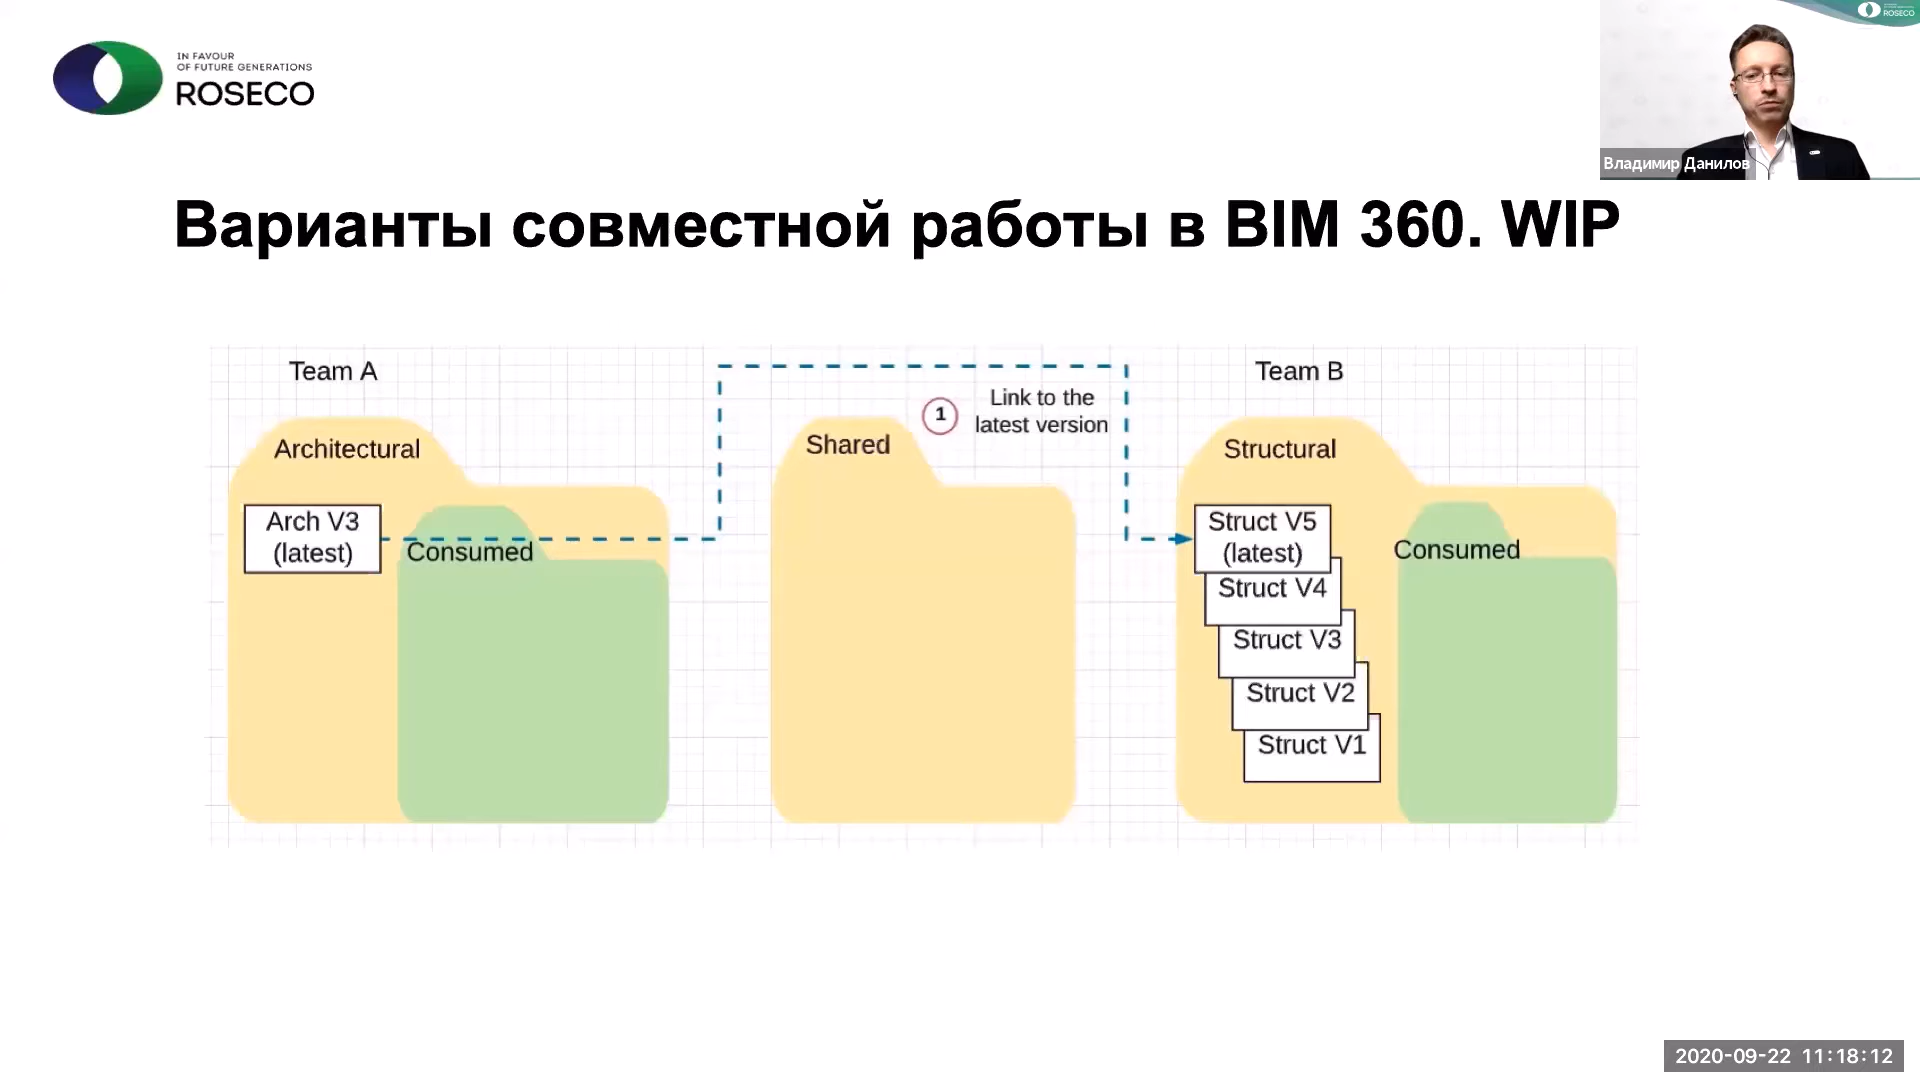 IN FAVOUR
OF FUTURE GENERATIONS
ROSECO
ROSECO
Владимир Данилов
Варианты совместной работы в BIM 360. WIP
Team A
Team B
1
Link to the
latest version
Architectural
Shared
Structural
Arch V3
(latest)
Consumed
Struct V5
(latest)
Consumed
Struct V4
Struct V3
Struct V2
Struct V1
2020-09-22 11:18:12